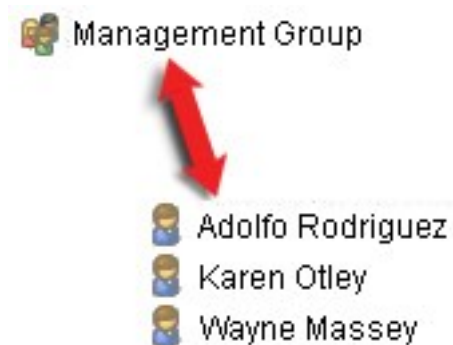 Management Group
Adolfo Rodriguez
Karen Otley
Wayne Massey